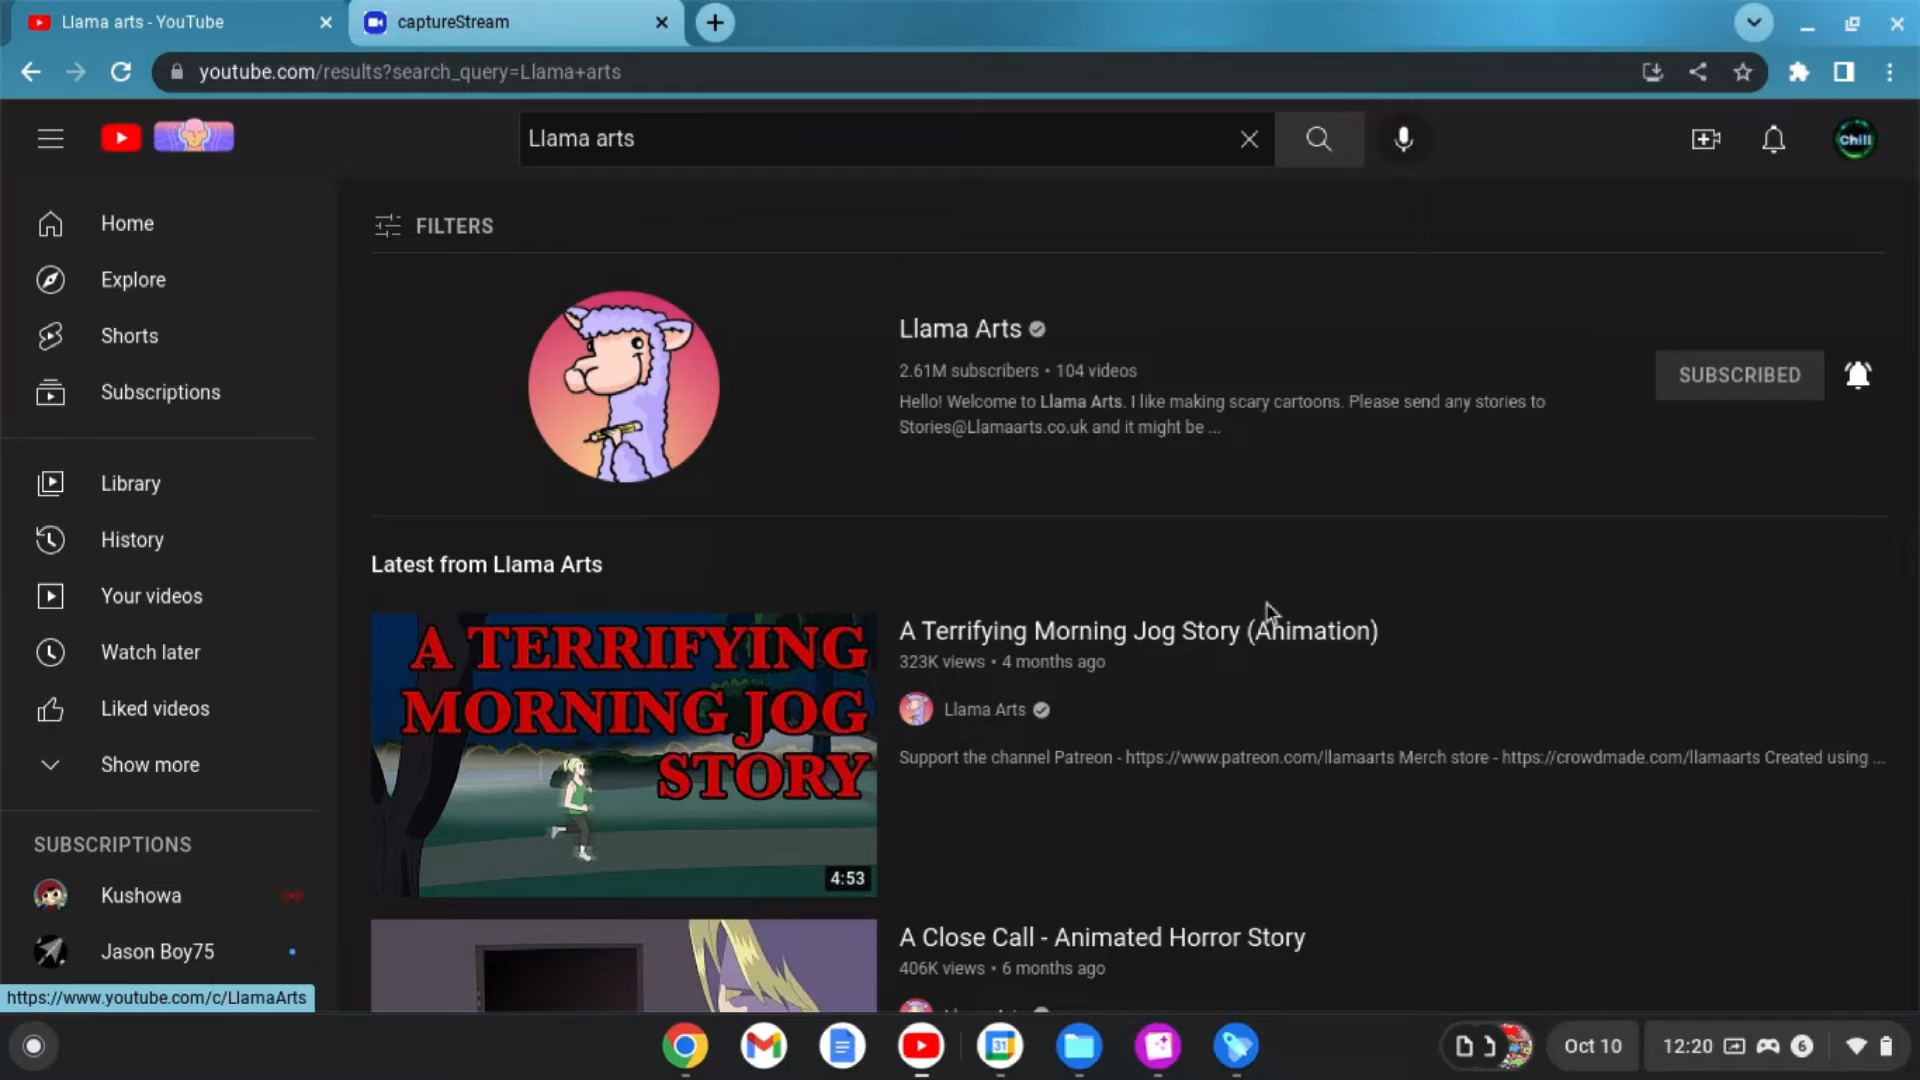 Llama arts - YouTube
captureStream
youtube.com/results?search_query=Llama+arts
Llama arts
Chill
Home
Explore
Shorts
Subscriptions
Library
History
Your videos
Watch later
Liked videos
Show more
SUBSCRIPTIONS
Kushowa
Jason Boy75
https://www.youtube.com/c/LlamaArts
FILTERS
Llama Arts
2.61M subscribers • 104 videos
Hello! Welcome to Llama Arts. I like making scary cartoons. Please send any stories to
Stories@Llamaarts.co.uk and it might be ...
SUBSCRIBED
Latest from Llama Arts
A TERRIFYING
MORNING JOG
STORY
4:53
A Terrifying Morning Jog Story (Animation)
323K views • 4 months ago
Llama Arts
Support the channel Patreon - https://www.patreon.com/llamaarts Merch store - https://crowdmade.com/llamaarts Created using ...
A Close Call - Animated Horror Story
406K views • 6 months ago
31
Oct 10
12:20
6